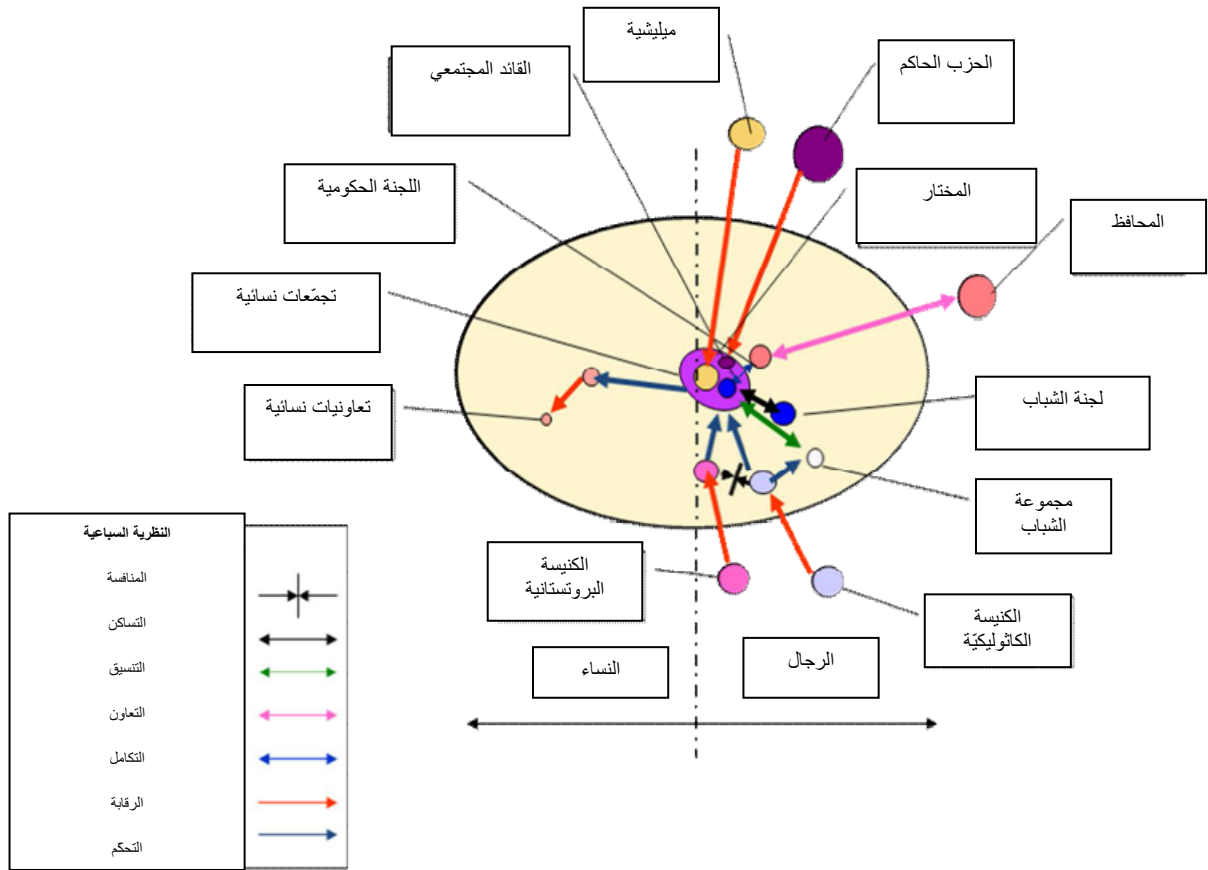 ميليشية
الحزب الحاكم
القائد المجتمعي
اللجنة الحكومية
المختار
المحافظ
تجمّعات نسائية
تعاونيات نسائية
لجنة الشباب
مجموعة
الشباب
الكنيسة
البروتستانية
الكنيسة
الكاثوليكيّة
الرجال
النساء
النظرية السباعية
المنافسة
التساكن
التنسيق
التعاون
التكامل
الرقابة
التحكّم